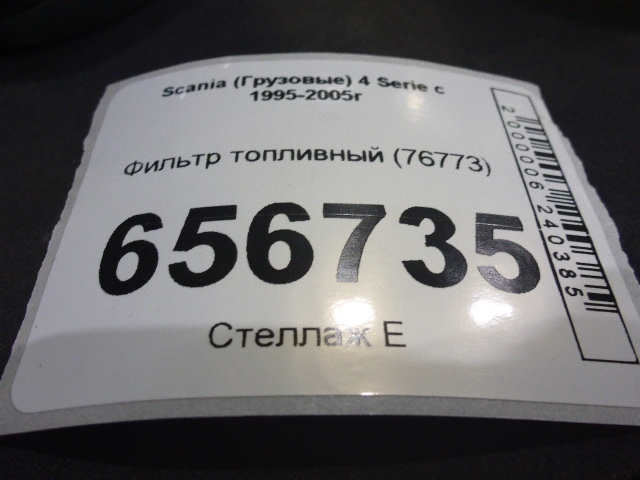 Scania (Грузовые) 4 Serie с
1995-2005г
Фильтр топливный (76773)
656735
Стеллаж Е
2000006240385